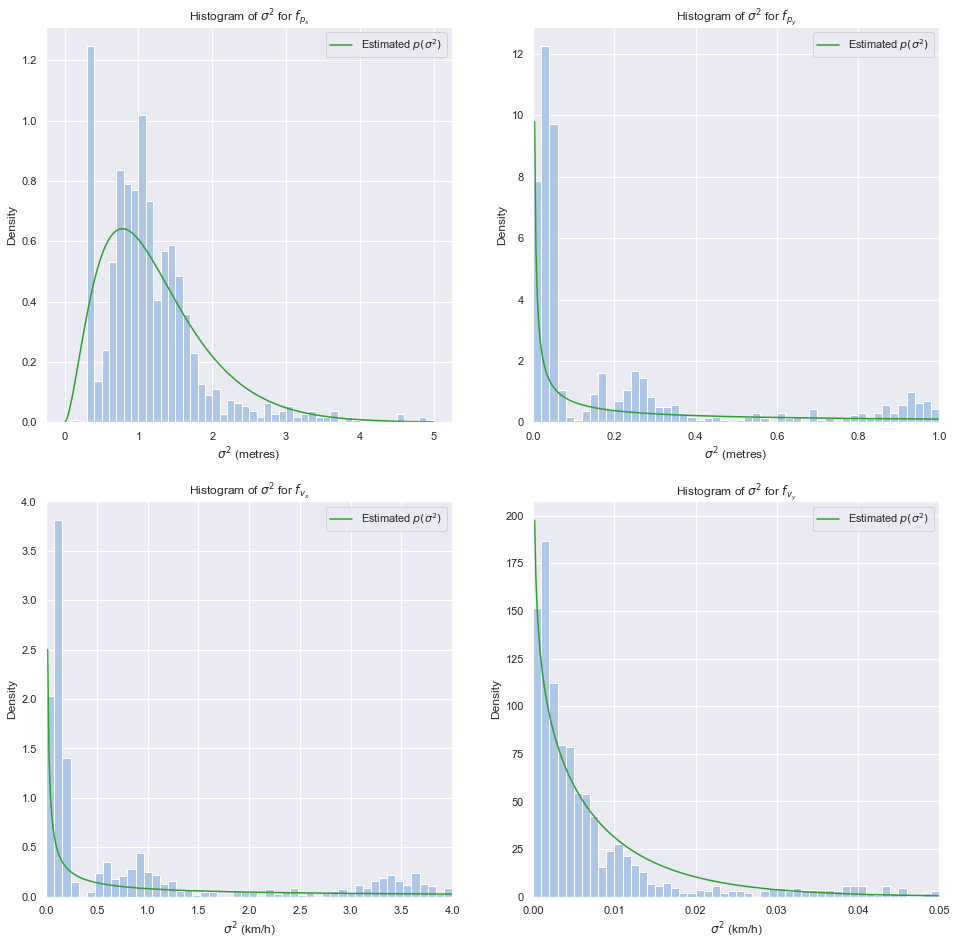 Histogram of σ² for f_{p_x}
Estimated p(σ²)
Density
0.0
0.2
0.4
0.6
0.8
1.0
1.2
0 1 2 3 4 5
σ² (metres)
Histogram of σ² for f_{p_y}
Estimated p(σ²)
Density
0
2
4
6
8
10
12
0.0 0.2 0.4 0.6 0.8 1.0
σ² (metres)
Histogram of σ² for f_{v_x}
Estimated p(σ²)
Density
0.0
0.5
1.0
1.5
2.0
2.5
3.0
3.5
4.0
0.0 0.5 1.0 1.5 2.0 2.5 3.0 3.5 4.0
σ² (km/h)
Histogram of σ² for f_{v_y}
Estimated p(σ²)
Density
0
25
50
75
100
125
150
175
200
0.00 0.01 0.02 0.03 0.04 0.05
σ² (km/h)